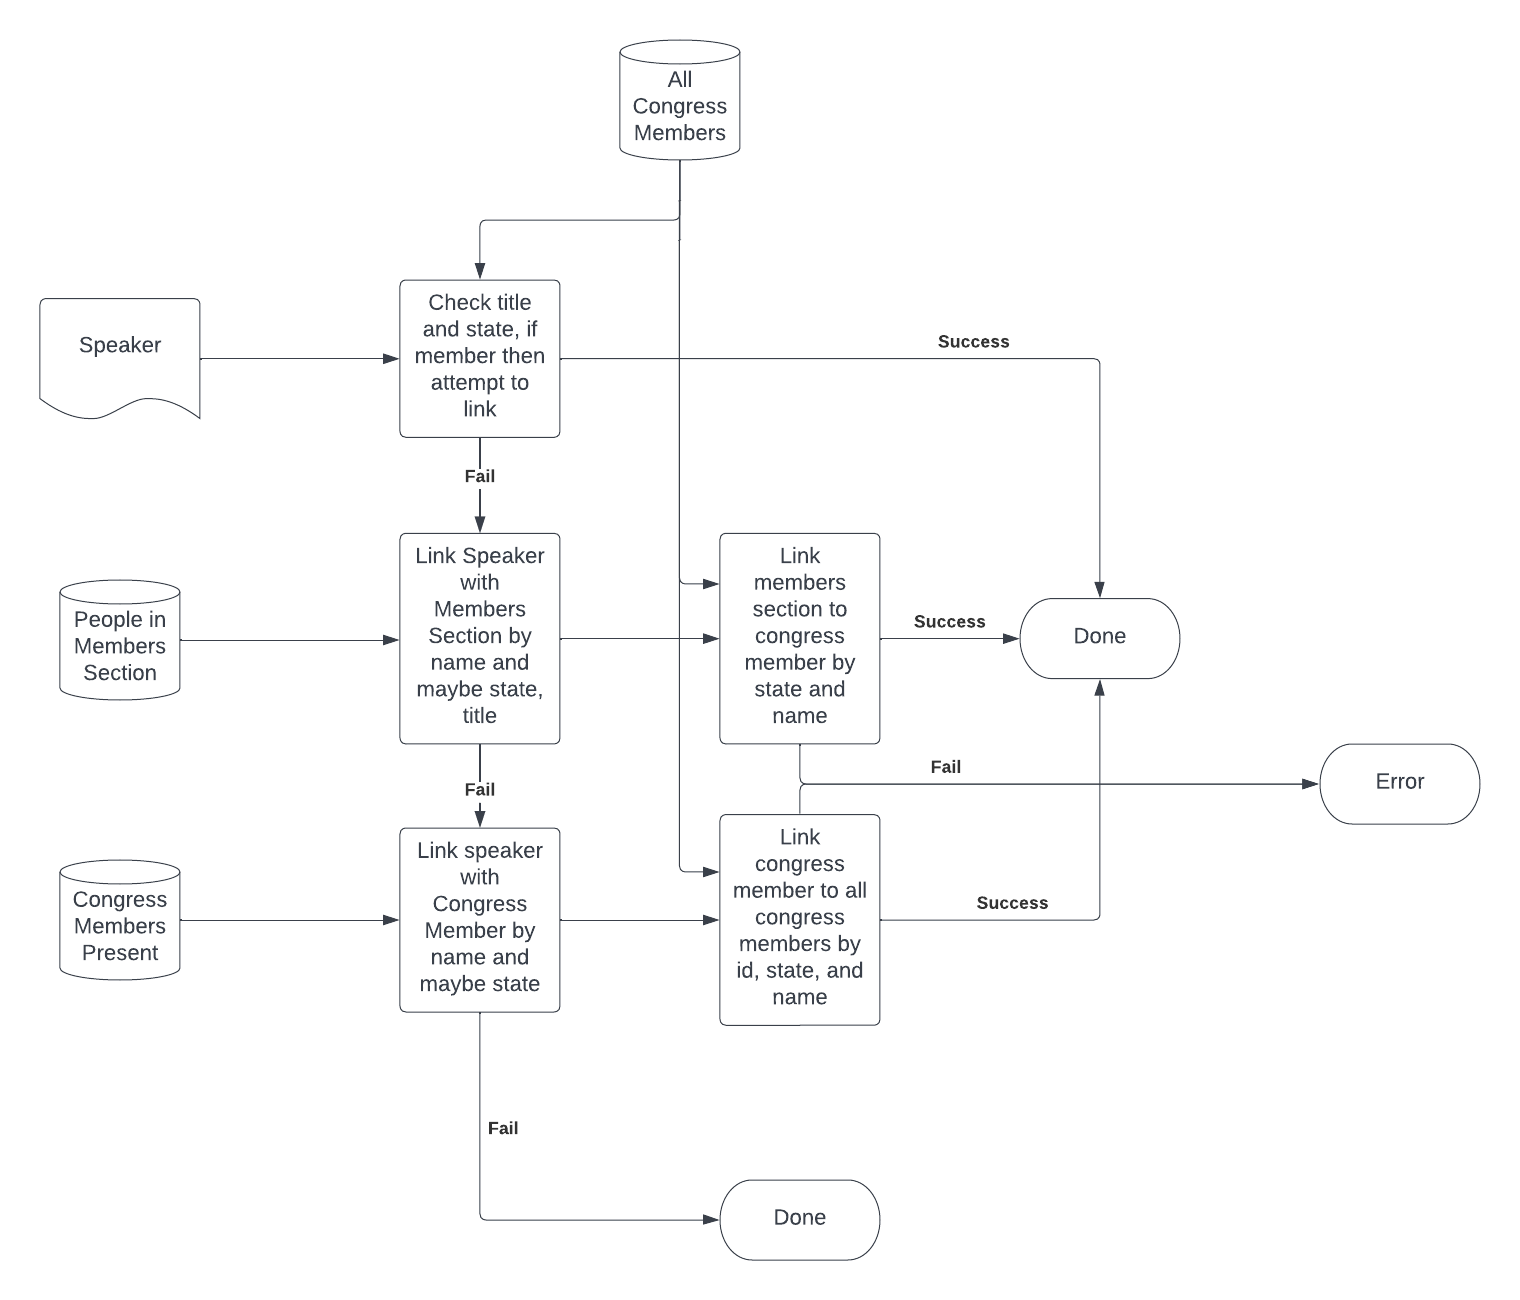 All
Congress
Members
Speaker
Check title
and state, if
member then
attempt to
link
Success
Fail
People in
Members
Section
Link Speaker
with
Members
Section by
name and
maybe state,
title
Link
members
section to
congress
member by
state and
name
Success
Done
Fail
Fail
Error
Congress
Members
Present
Link speaker
with
Congress
Member by
name and
maybe state
Link
congress
member to all
congress
members by
id, state, and
name
Success
Fail
Done